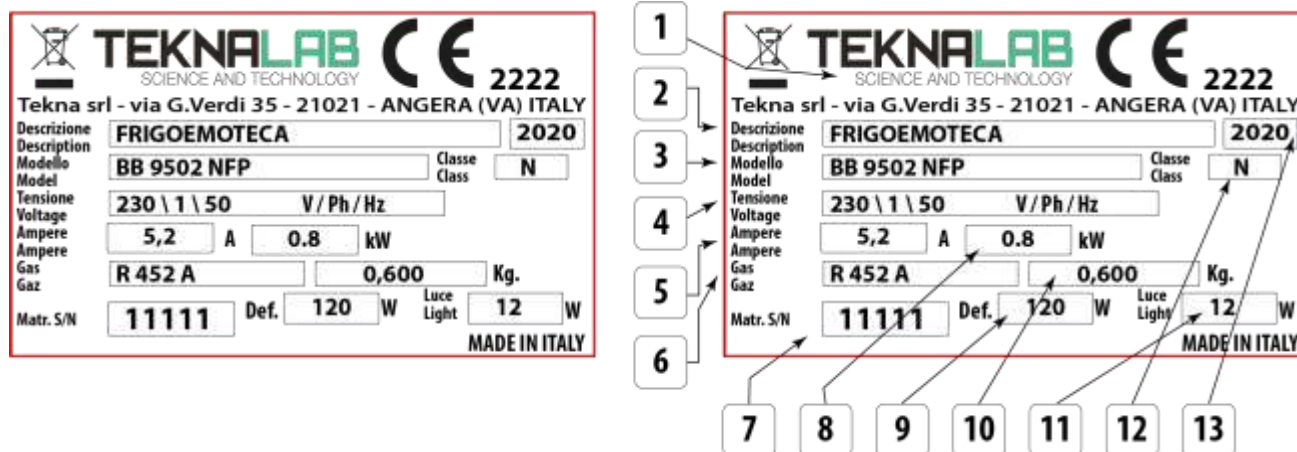 TEKNALAB
SCIENCE AND TECHNOLOGY
CE 2222
Tekna srl - via G.Verdi 35 - 21021 - ANGERA (VA) ITALY
Descrizione
Description
FRIGOEMOTECA
2020
Modello
Model
BB 9502 NFP
Classe
Class
N
Tensione
Voltage
230 \ 1 \ 50 V / Ph / Hz
Ampere
Ampere
5,2 A 0.8 kW
Gas
Gaz
R 452 A 0,600 Kg.
Matr. S/N 11111 Def. 120 W
Luce
Light
12 W
MADE IN ITALY
1
2
3
4
5
6
TEKNALAB
SCIENCE AND TECHNOLOGY
CE 2222
Tekna srl - via G.Verdi 35 - 21021 - ANGERA (VA) ITALY
Descrizione
Description
FRIGOEMOTECA
2020
Modello
Model
BB 9502 NFP
Classe
Class
N
Tensione
Voltage
230 \ 1 \ 50 V / Ph / Hz
Ampere
Ampere
5,2 A 0.8 kW
Gas
Gaz
R 452 A 0,600 Kg.
Matr. S/N 11111 Def. 120 W
Luce
Light
12 W
MADE IN ITALY
7 8 9 10 11 12 13